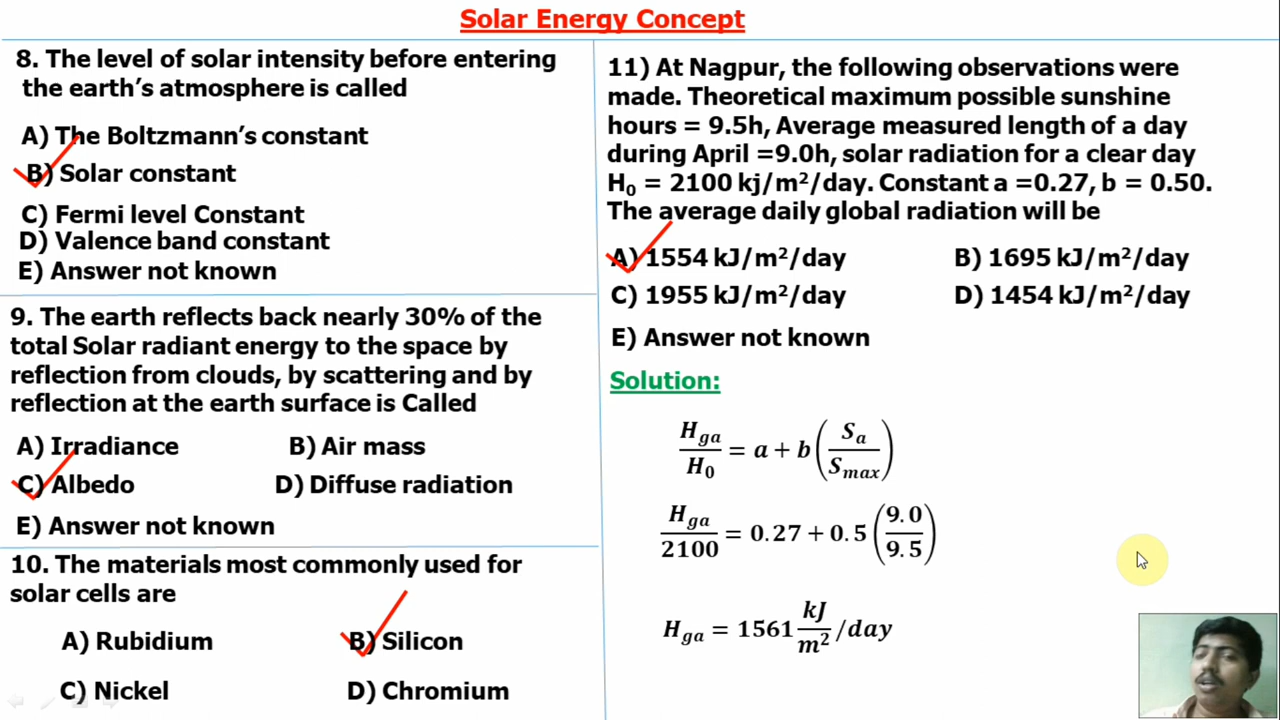 Solar Energy Concept
8. The level of solar intensity before entering
the earth's atmosphere is called
A) The Boltzmann's constant
B) Solar constant
C) Fermi level Constant
D) Valence band constant
E) Answer not known
9. The earth reflects back nearly 30% of the
total Solar radiant energy to the space by
reflection from clouds, by scattering and by
reflection at the earth surface is Called
A) Irradiance B) Air mass
C) Albedo D) Diffuse radiation
E) Answer not known
10. The materials most commonly used for
solar cells are
A) Rubidium B) Silicon
C) Nickel D) Chromium
11) At Nagpur, the following observations were
made. Theoretical maximum possible sunshine
hours = 9.5h, Average measured length of a day
during April =9.0h, solar radiation for a clear day
H₀ = 2100 kj/m²/day. Constant a =0.27, b = 0.50.
The average daily global radiation will be
A) 1554 kJ/m²/day B) 1695 kJ/m²/day
C) 1955 kJ/m²/day D) 1454 kJ/m²/day
E) Answer not known
Solution:
H_ga/H₀ = a + b(S_a/S_max)
H_ga/2100 = 0.27 + 0.5(9.0/9.5)
H_ga = 1561 kJ/m²/day